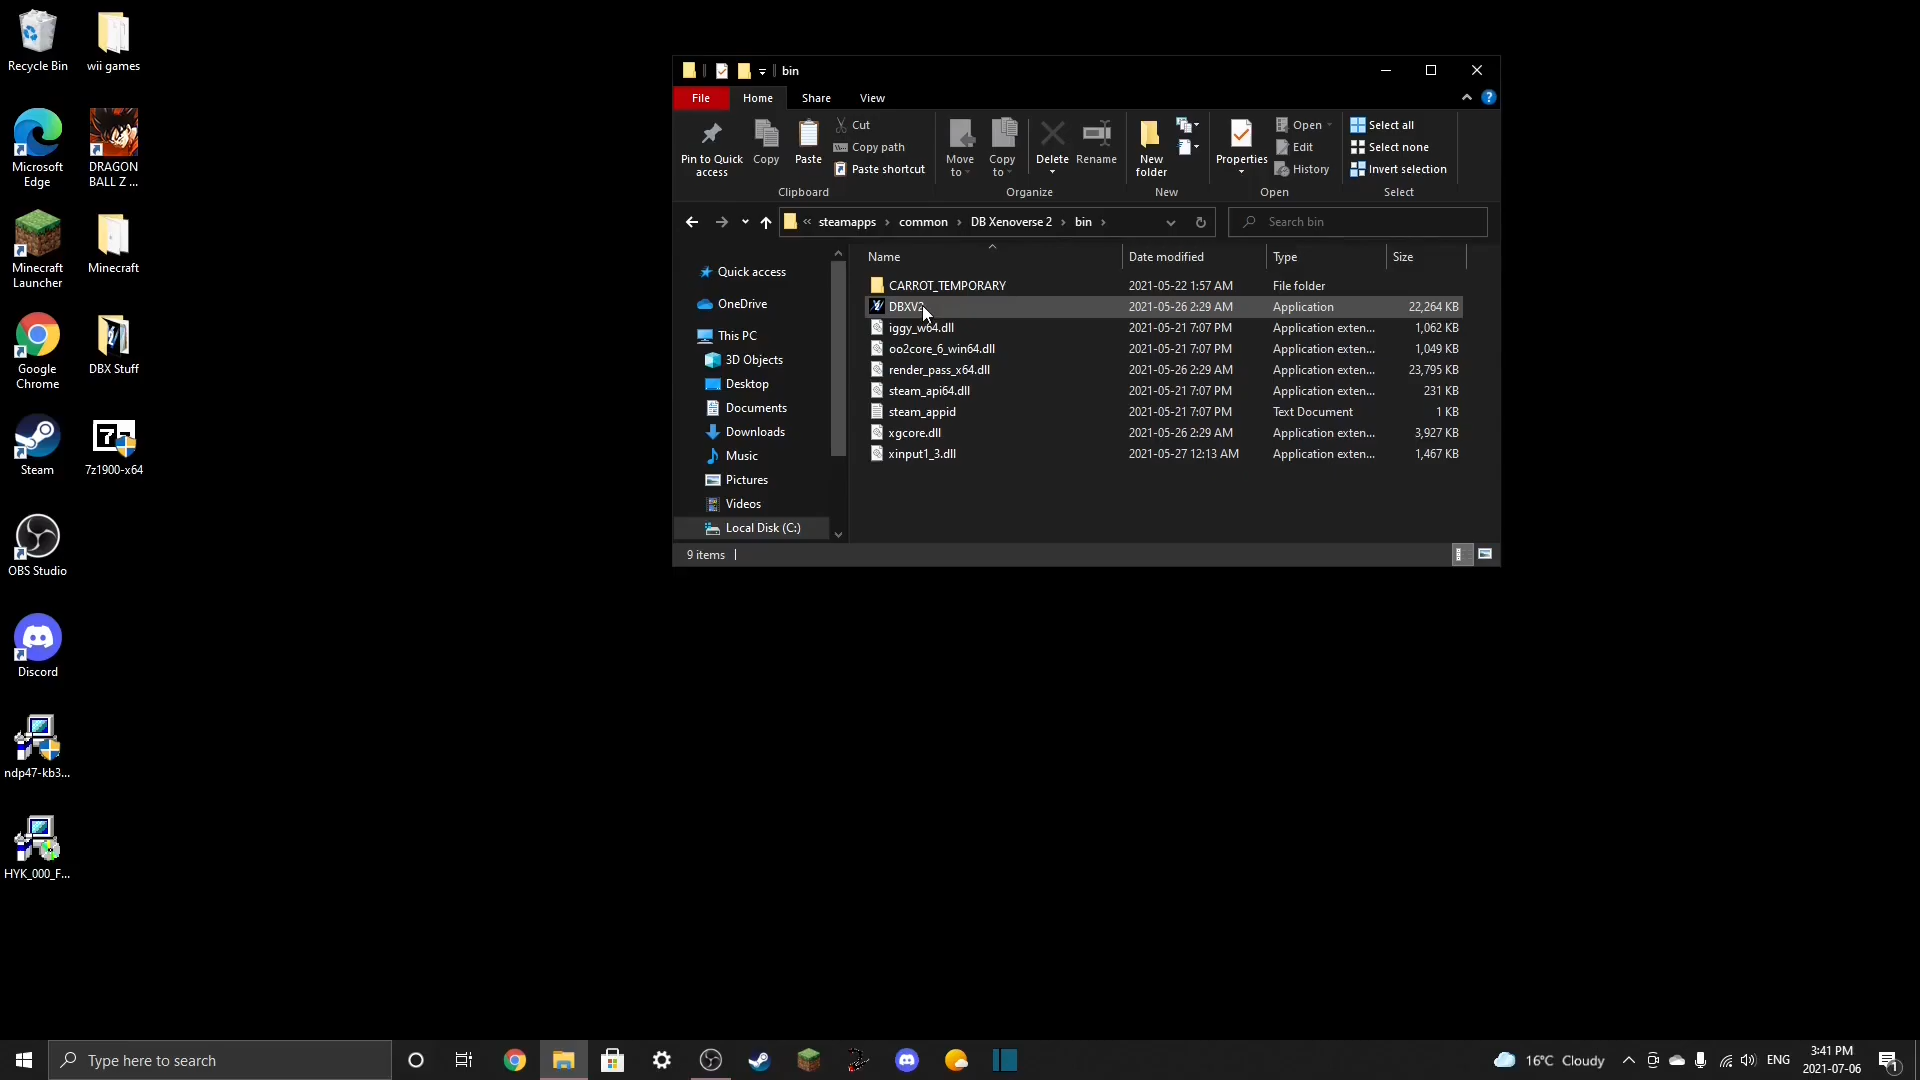 Recycle Bin
wii games
Microsoft Edge
DRAGON BALL Z ...
Minecraft Launcher
Minecraft
Google Chrome
DBX Stuff
Steam
7z1900-x64
OBS Studio
Discord
ndp47-kb3...
HYK_000_F...
bin
File Home Share View
Pin to Quick access
Copy
Paste
Cut
Copy path
Paste shortcut
Clipboard
Move to
Copy to
Delete
Rename
Organize
New folder
New
Properties
Open
Edit
History
Open
Select all
Select none
Invert selection
Select
« steamapps › common › DB Xenoverse 2 › bin ›
Search bin
Quick access
OneDrive
This PC
3D Objects
Desktop
Documents
Downloads
Music
Pictures
Videos
Local Disk (C:)
Name Date modified Type Size
CARROT_TEMPORARY 2021-05-22 1:57 AM File folder
DBXV2 2021-05-26 2:29 AM Application 22,264 KB
iggy_w64.dll 2021-05-21 7:07 PM Application exten... 1,062 KB
oo2core_6_win64.dll 2021-05-21 7:07 PM Application exten... 1,049 KB
render_pass_x64.dll 2021-05-26 2:29 AM Application exten... 23,795 KB
steam_api64.dll 2021-05-21 7:07 PM Application exten... 231 KB
steam_appid 2021-05-21 7:07 PM Text Document 1 KB
xgcore.dll 2021-05-26 2:29 AM Application exten... 3,927 KB
xinput1_3.dll 2021-05-27 12:13 AM Application exten... 1,467 KB
9 items
Type here to search
16°C Cloudy
ENG
3:41 PM
2021-07-06
1